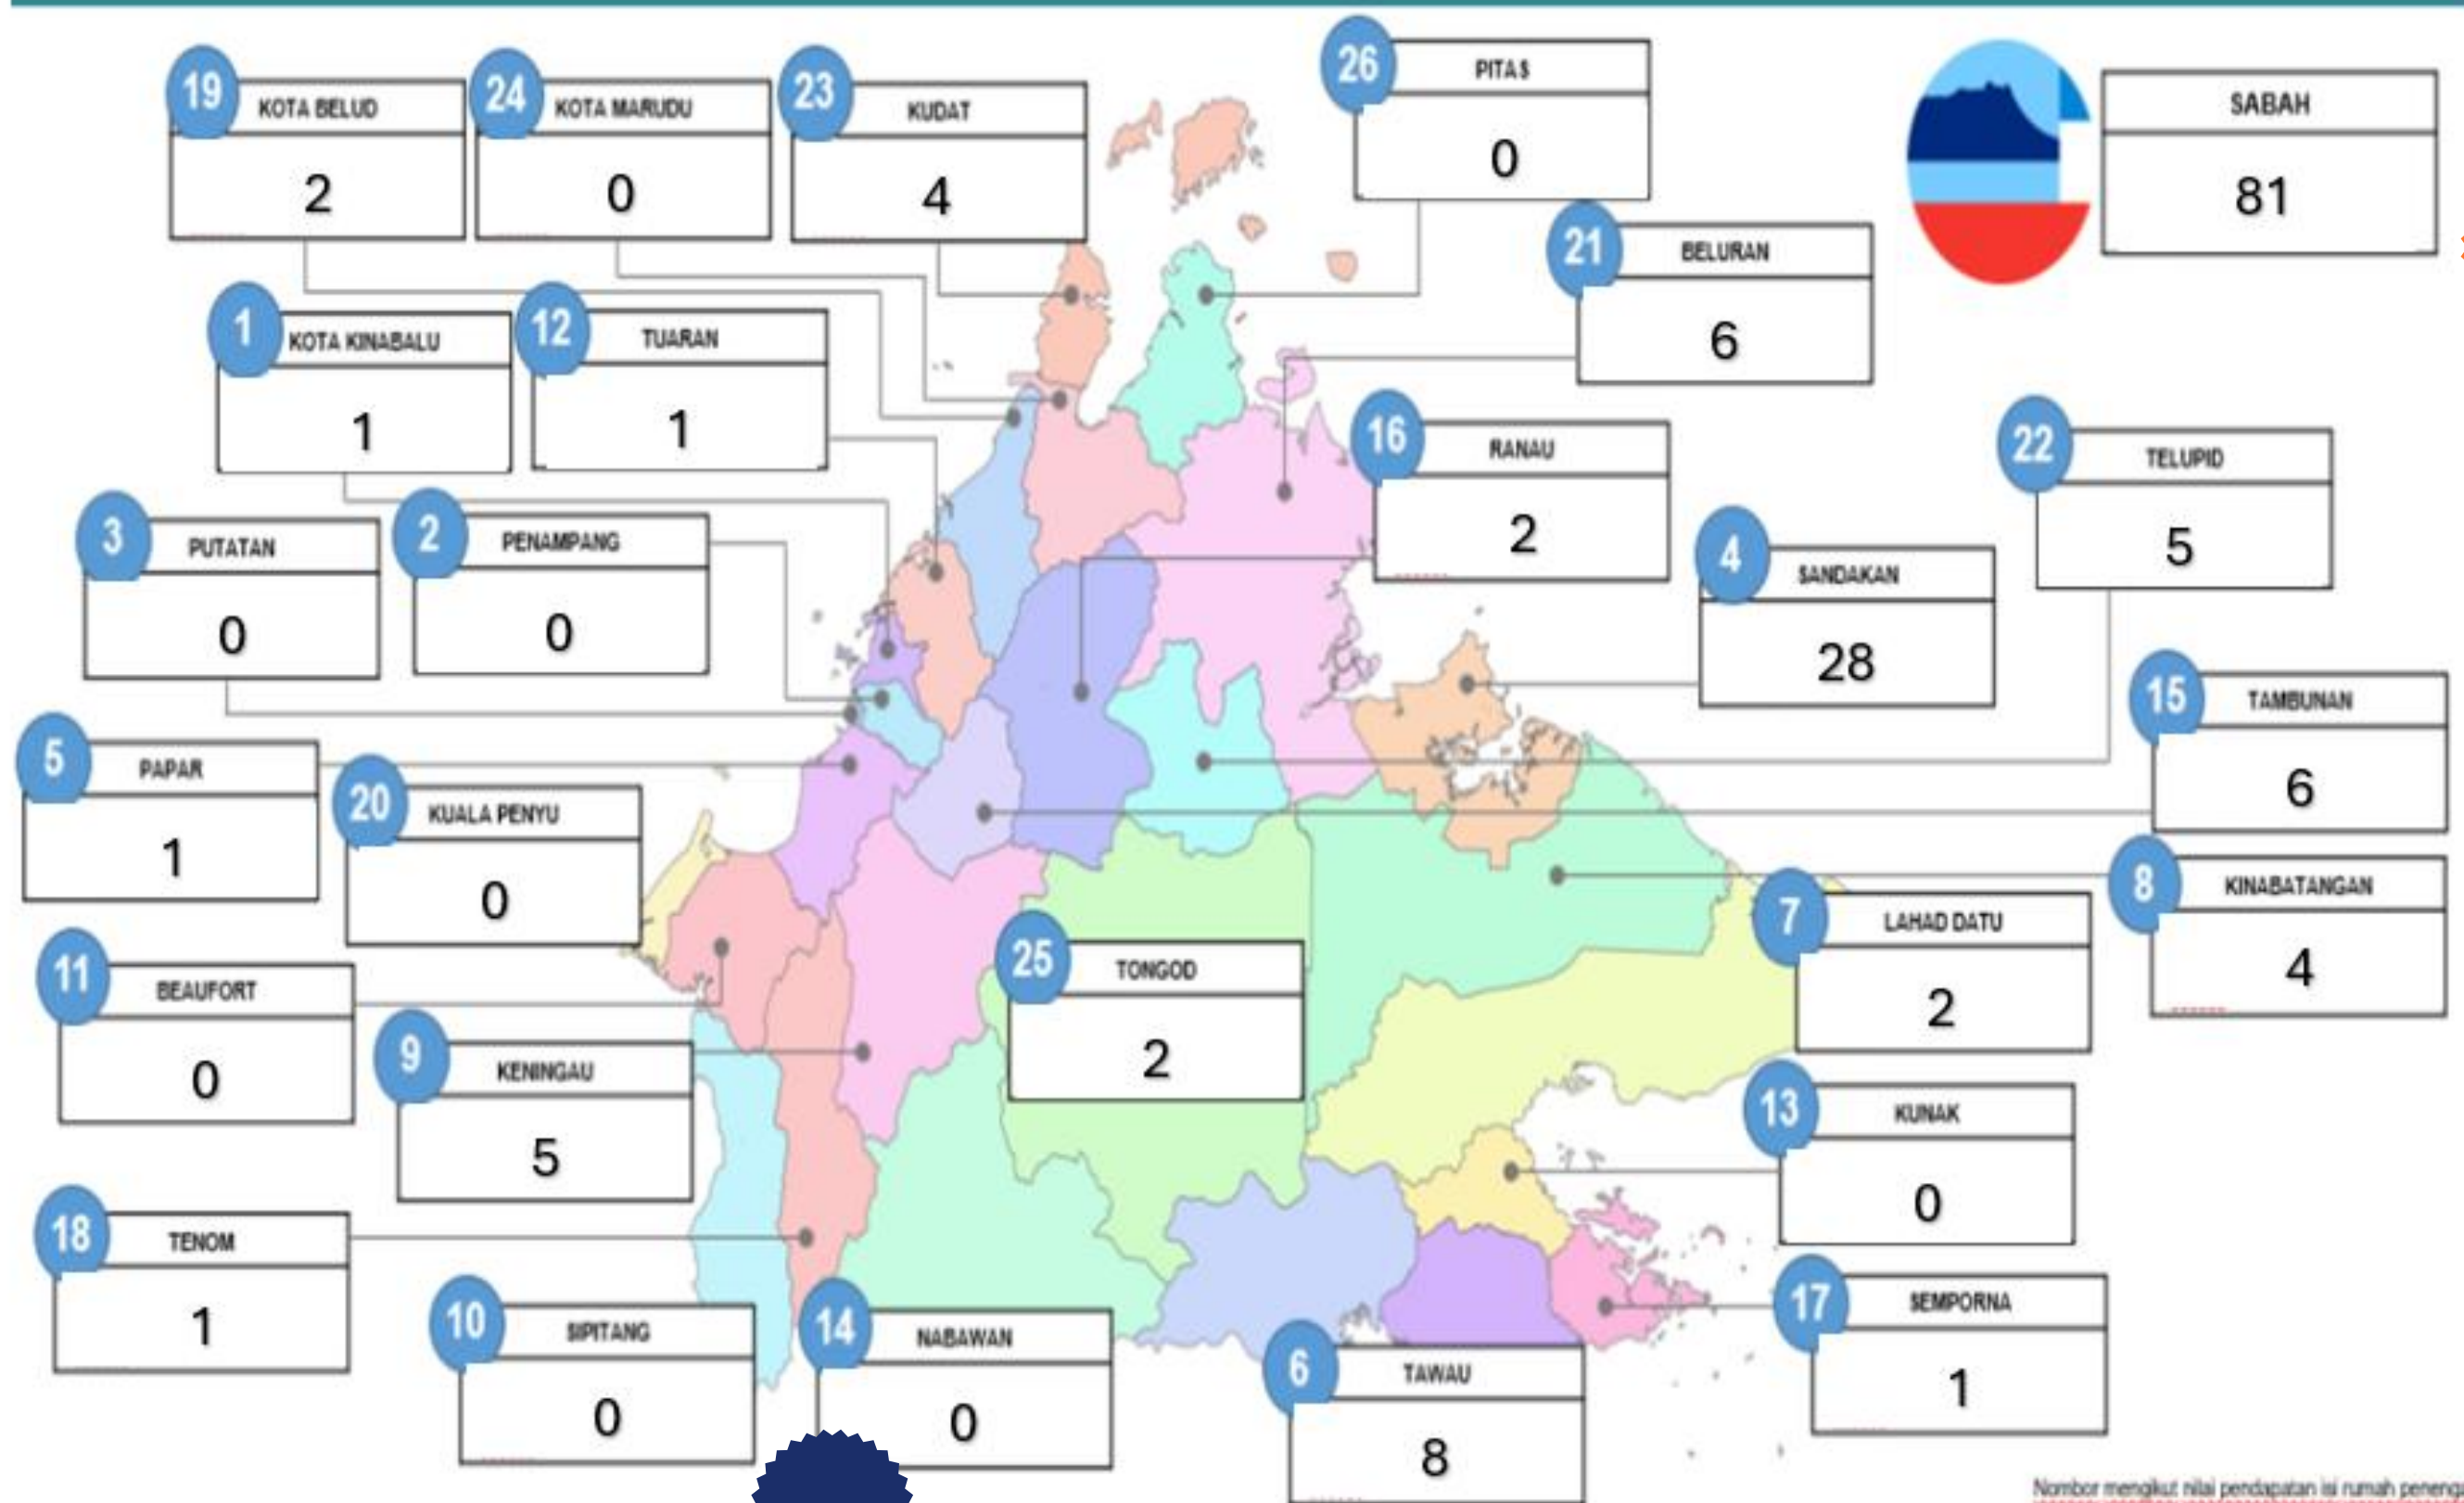 19
KOTA BELUD
2
24
KOTA MARUDU
0
23
KUDAT
4
26
PITAS
0
SABAH
81
21
BELURAN
6
1
KOTA KINABALU
1
12
TUARAN
1
16
RANAU
2
22
TELUPID
5
3
PUTATAN
0
2
PENAMPANG
0
4
SANDAKAN
28
15
TAMBUNAN
6
5
PAPAR
1
20
KUALA PENYU
0
8
KINABATANGAN
4
7
LAHAD DATU
2
25
TONGOD
2
11
BEAUFORT
0
9
KENINGAU
5
13
KUNAK
0
18
TENOM
1
10
SIPITANG
0
14
NABAWAN
0
6
TAWAU
8
17
SEMPORNA
1
Nombor mengikut nilai pendapatan isi rumah